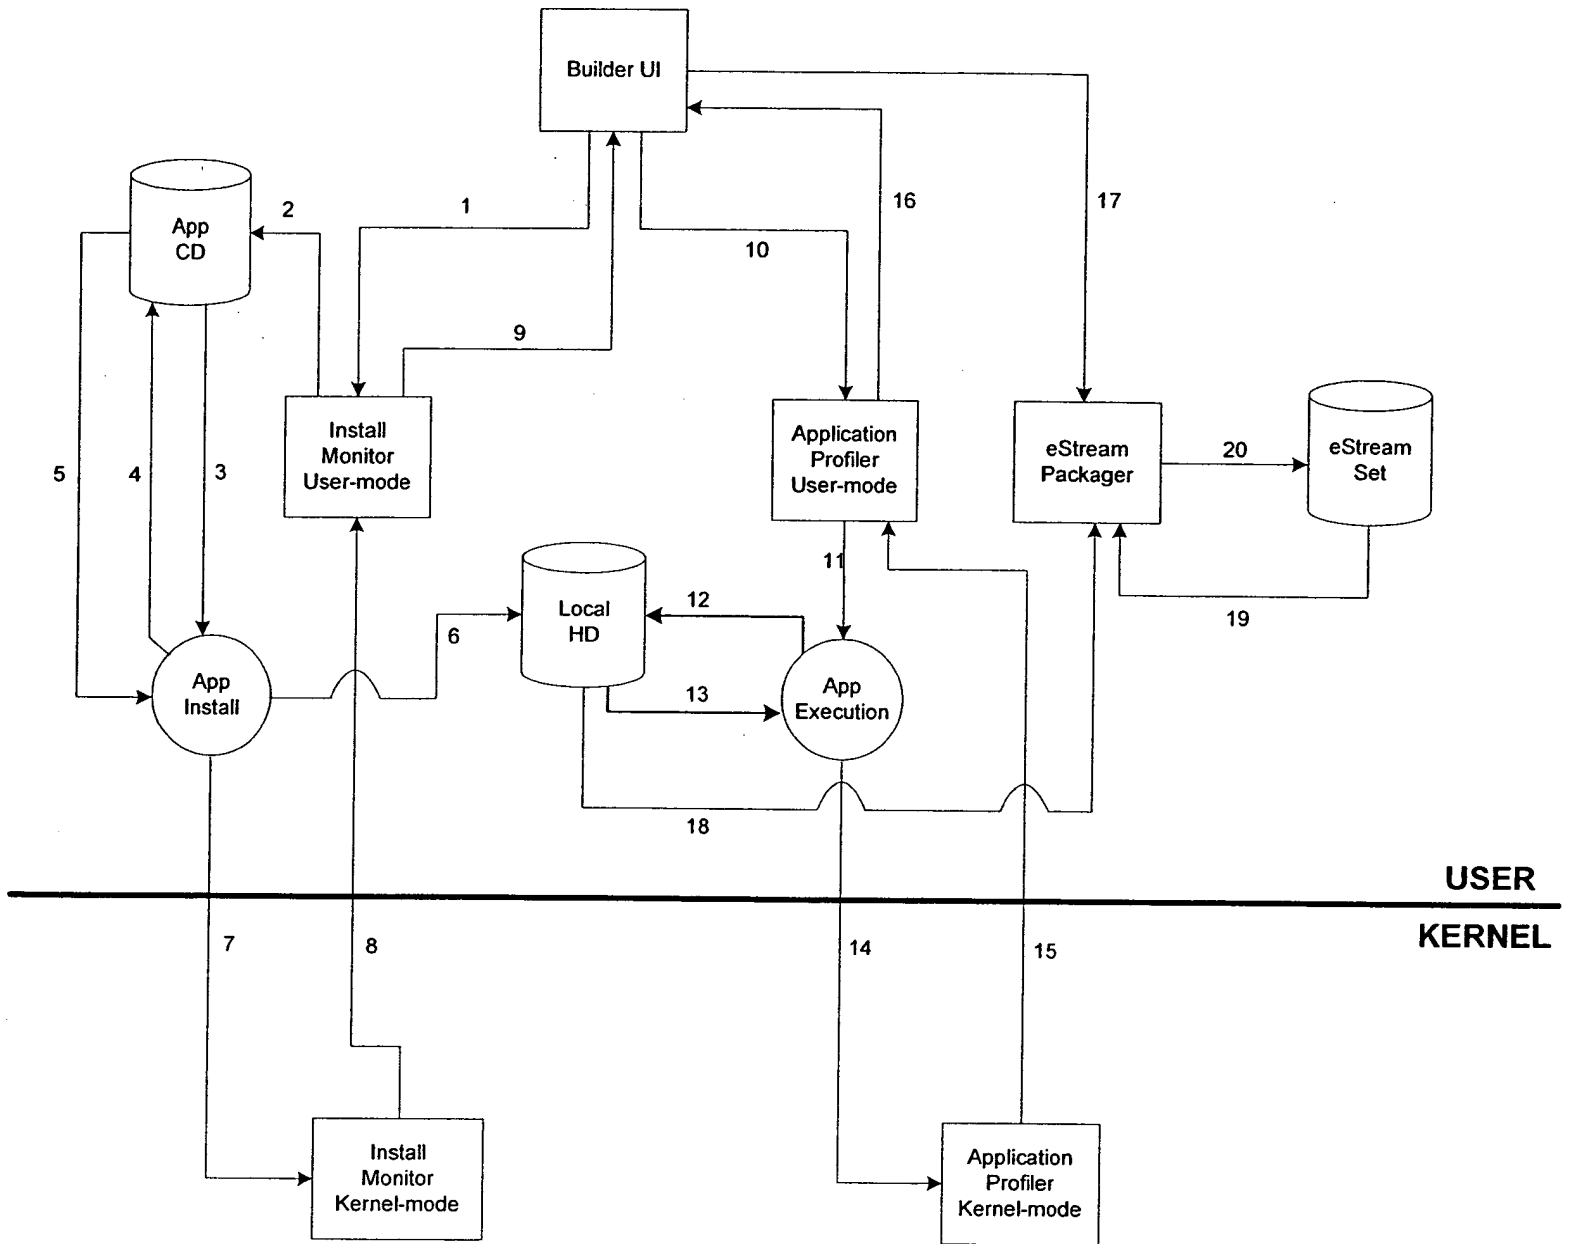 Builder UI
App
CD
2
1
10
16
17
9
5
4
3
Install
Monitor
User-mode
Application
Profiler
User-mode
eStream
Packager
20
eStream
Set
11
Local
HD
12
6
19
App
Install
13
App
Execution
18
USER
KERNEL
7
8
14
15
Install
Monitor
Kernel-mode
Application
Profiler
Kernel-mode